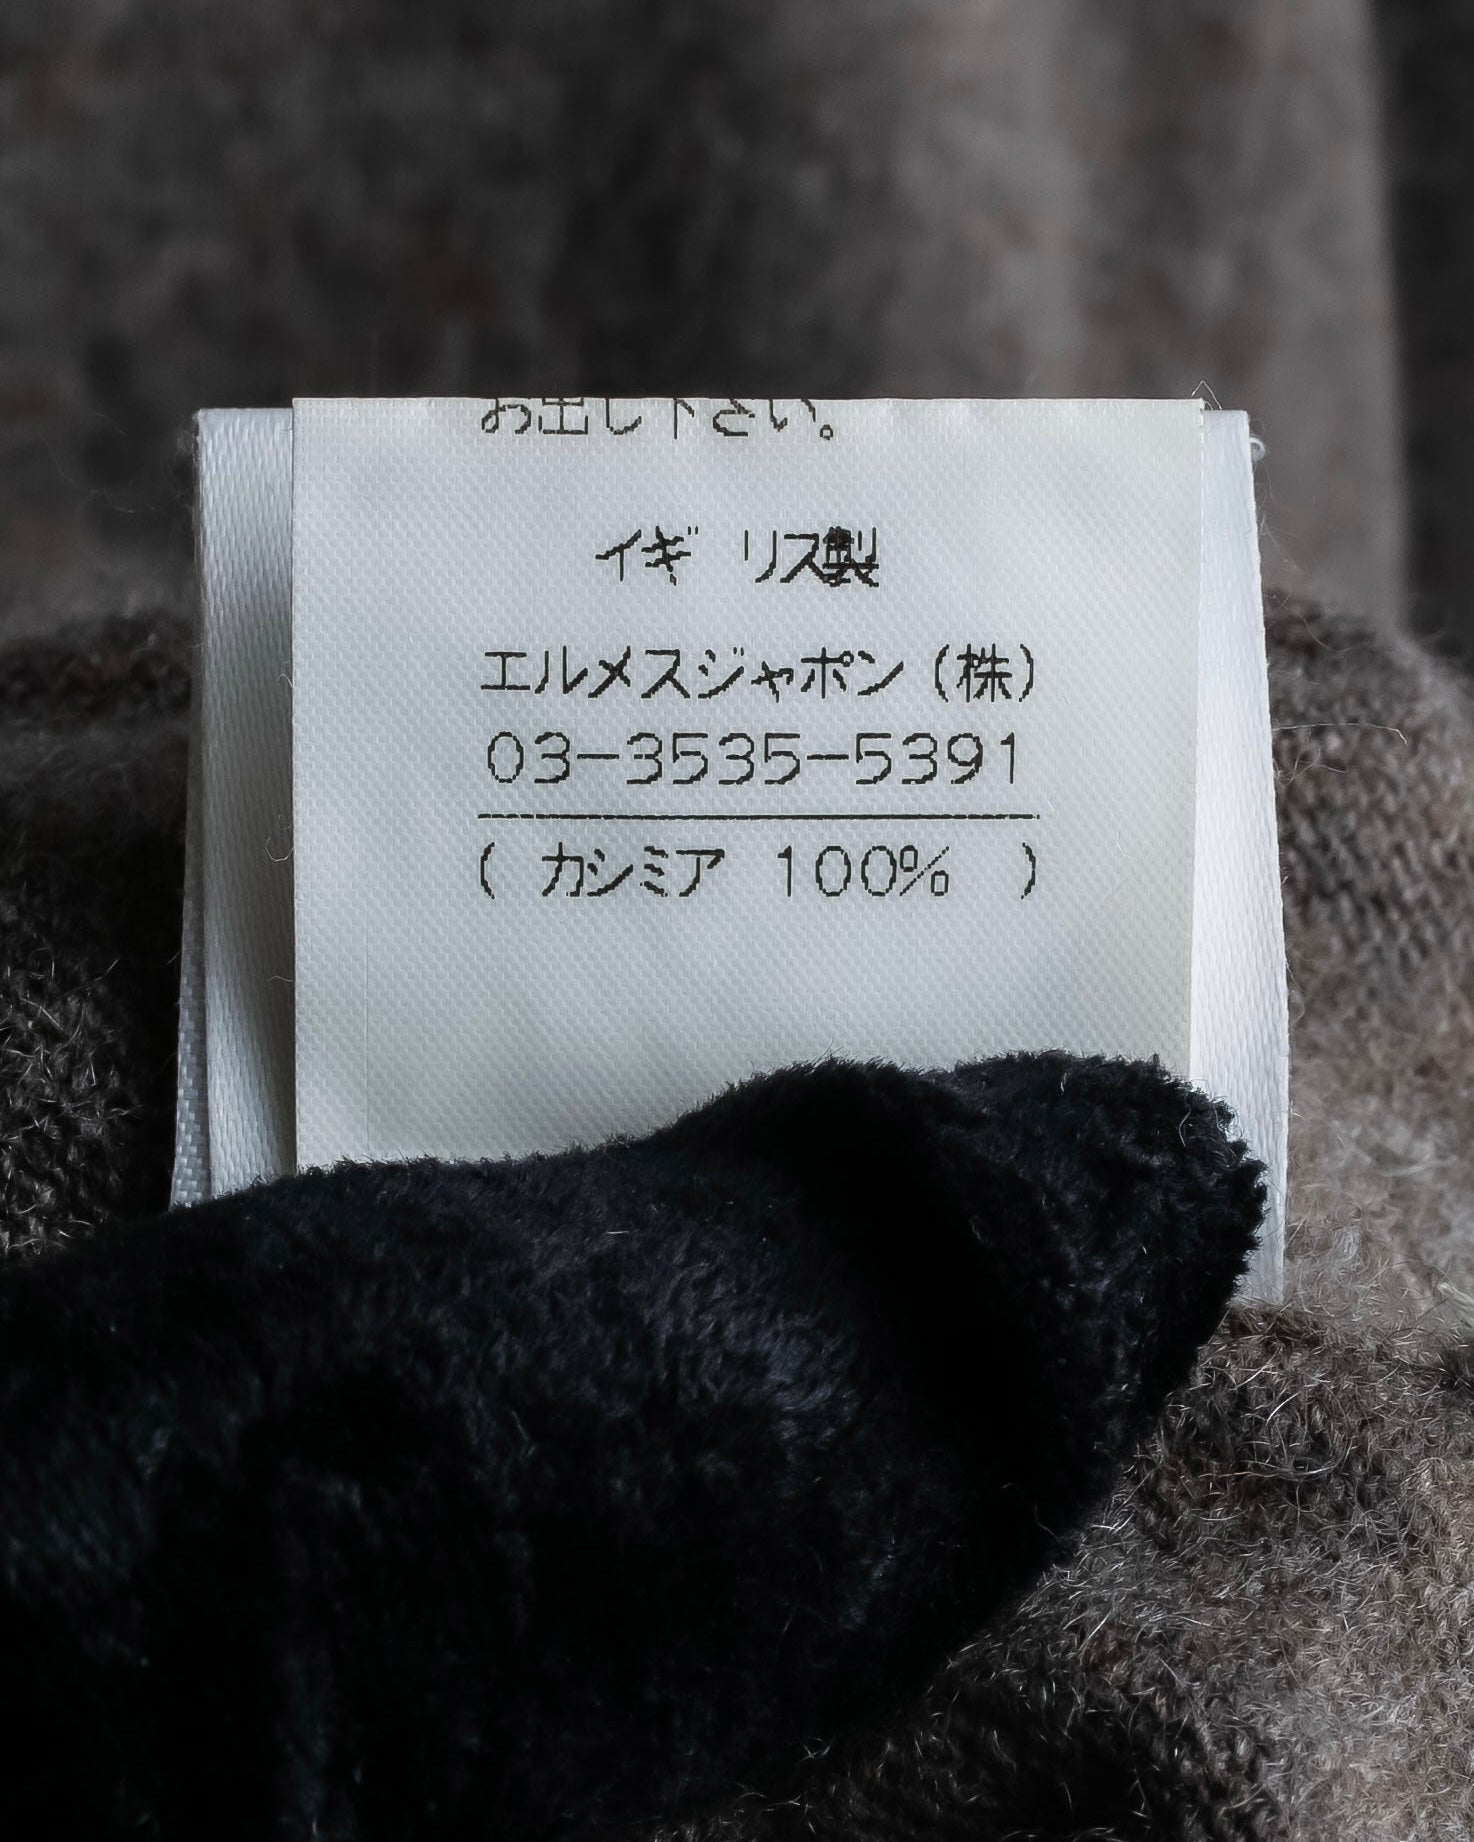 お出し下さい。
イギリス製
エルメスジャポン(株)
03-3535-5391
( カシミア 100% )